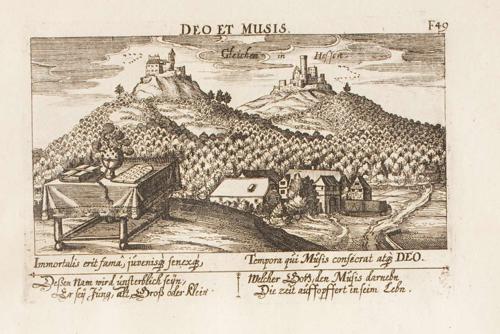 DEO ET MUSIS.
F49
Gleichen in Hessen
Immortalis erit fama, juvenisq, senexq,
Tempora qui Musis consecrat atq, DEO.
Deßen Nam wird unsterblich seyn,
Er sey Jung, alt, Groß oder Klein
Welcher Gott, den Musis darneben
Die zeit auffopffert in seim Lebn.